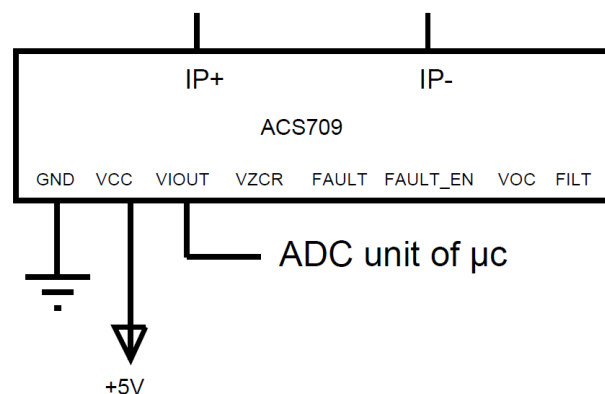 IP+ IP-
ACS709
GND VCC VIOUT VZCR FAULT FAULT_EN VOC FILT
ADC unit of µc
+5V